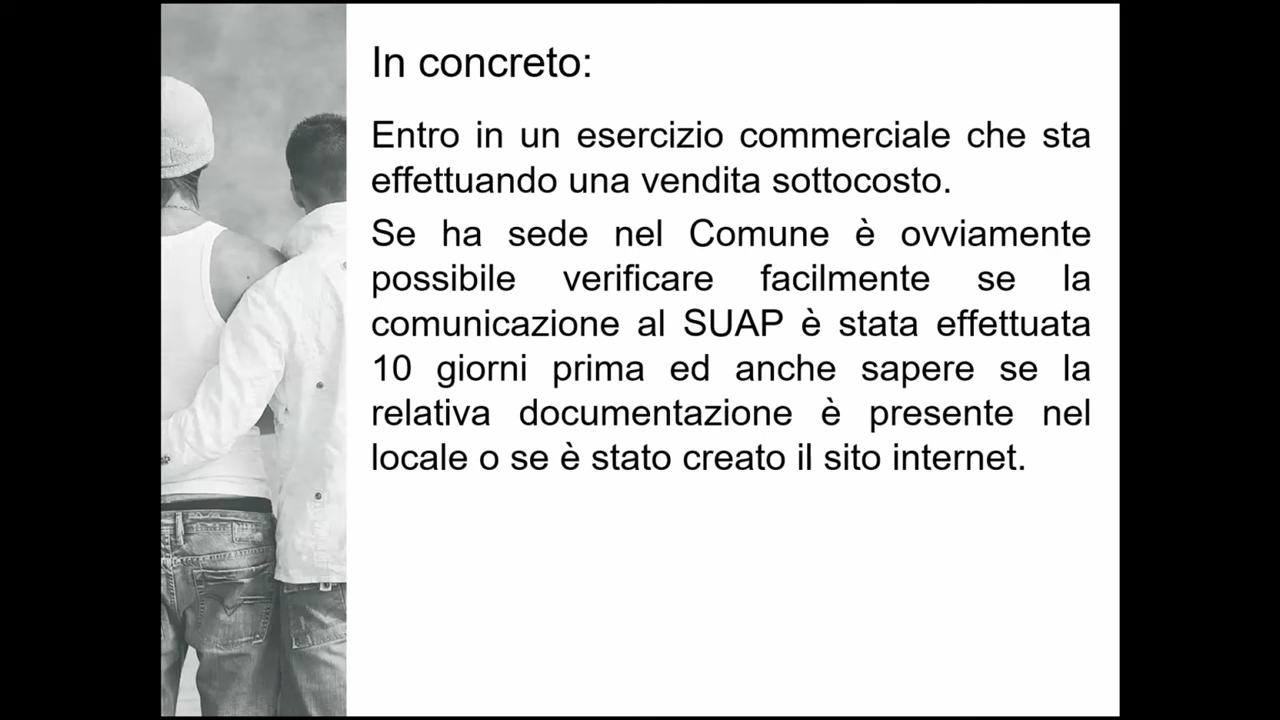 In concreto:
Entro in un esercizio commerciale che sta
effettuando una vendita sottocosto.
Se ha sede nel Comune è ovviamente
possibile verificare facilmente se la
comunicazione al SUAP è stata effettuata
10 giorni prima ed anche sapere se la
relativa documentazione è presente nel
locale o se è stato creato il sito internet.